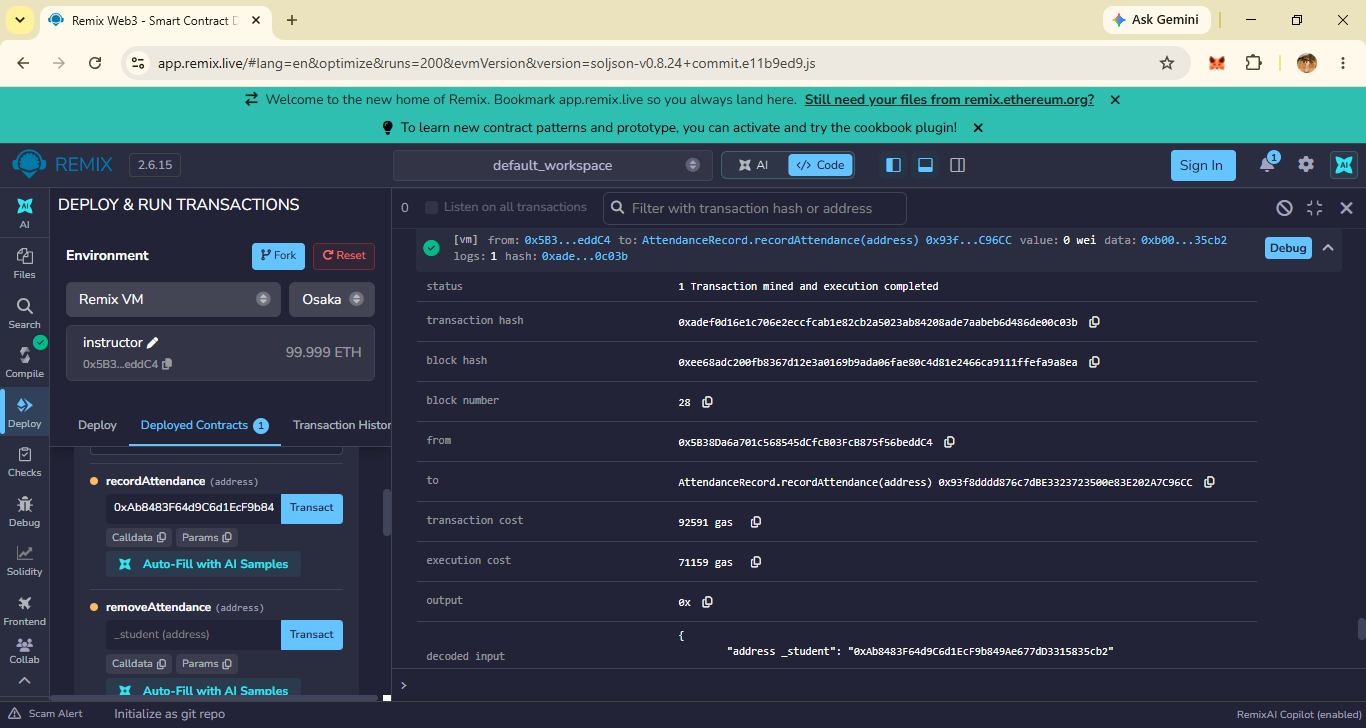 Remix Web3 - Smart Contract D
Ask Gemini
app.remix.live/#lang=en&optimize&runs=200&evmVersion&version=soljson-v0.8.24+commit.e11b9ed9.js
Welcome to the new home of Remix. Bookmark app.remix.live so you always land here. Still need your files from remix.ethereum.org?
To learn new contract patterns and prototype, you can activate and try the cookbook plugin!
REMIX 2.6.15
default_workspace
AI
</> Code
Sign In
1
AI
AI
Files
Search
Compile
Deploy
Checks
Debug
Solidity
Frontend
Collab
DEPLOY & RUN TRANSACTIONS
Environment
Fork
Reset
Remix VM
Osaka
instructor
0x5B3...eddC4
99.999 ETH
Deploy
Deployed Contracts 1
Transaction Histor
recordAttendance (address)
0xAb8483F64d9C6d1EcF9b84
Transact
Calldata
Params
Auto-Fill with AI Samples
removeAttendance (address)
_student (address)
Transact
Calldata
Params
Auto-Fill with AI Samples
0
Listen on all transactions
Filter with transaction hash or address
[vm] from: 0x5B3...eddC4 to: AttendanceRecord.recordAttendance(address) 0x93f...C96CC value: 0 wei data: 0xb00...35cb2
logs: 1 hash: 0xade...0c03b
Debug
status 1 Transaction mined and execution completed
transaction hash 0xadef0d16e1c706e2eccfcab1e82cb2a5023ab84208ade7aabeb6d486de00c03b
block hash 0xee68adc200fb8367d12e3a0169b9ada06fae80c4d81e2466ca9111ffefa9a8ea
block number 28
from 0x5B38Da6a701c568545dCfcB03FcB875f56beddC4
to AttendanceRecord.recordAttendance(address) 0x93f8dddd876c7dBE3323723500e83E202A7C96CC
transaction cost 92591 gas
execution cost 71159 gas
output 0x
decoded input {
"address _student": "0xAb8483F64d9C6d1EcF9b849Ae677dD3315835cb2"
>
Scam Alert
Initialize as git repo
RemixAI Copilot (enabled)